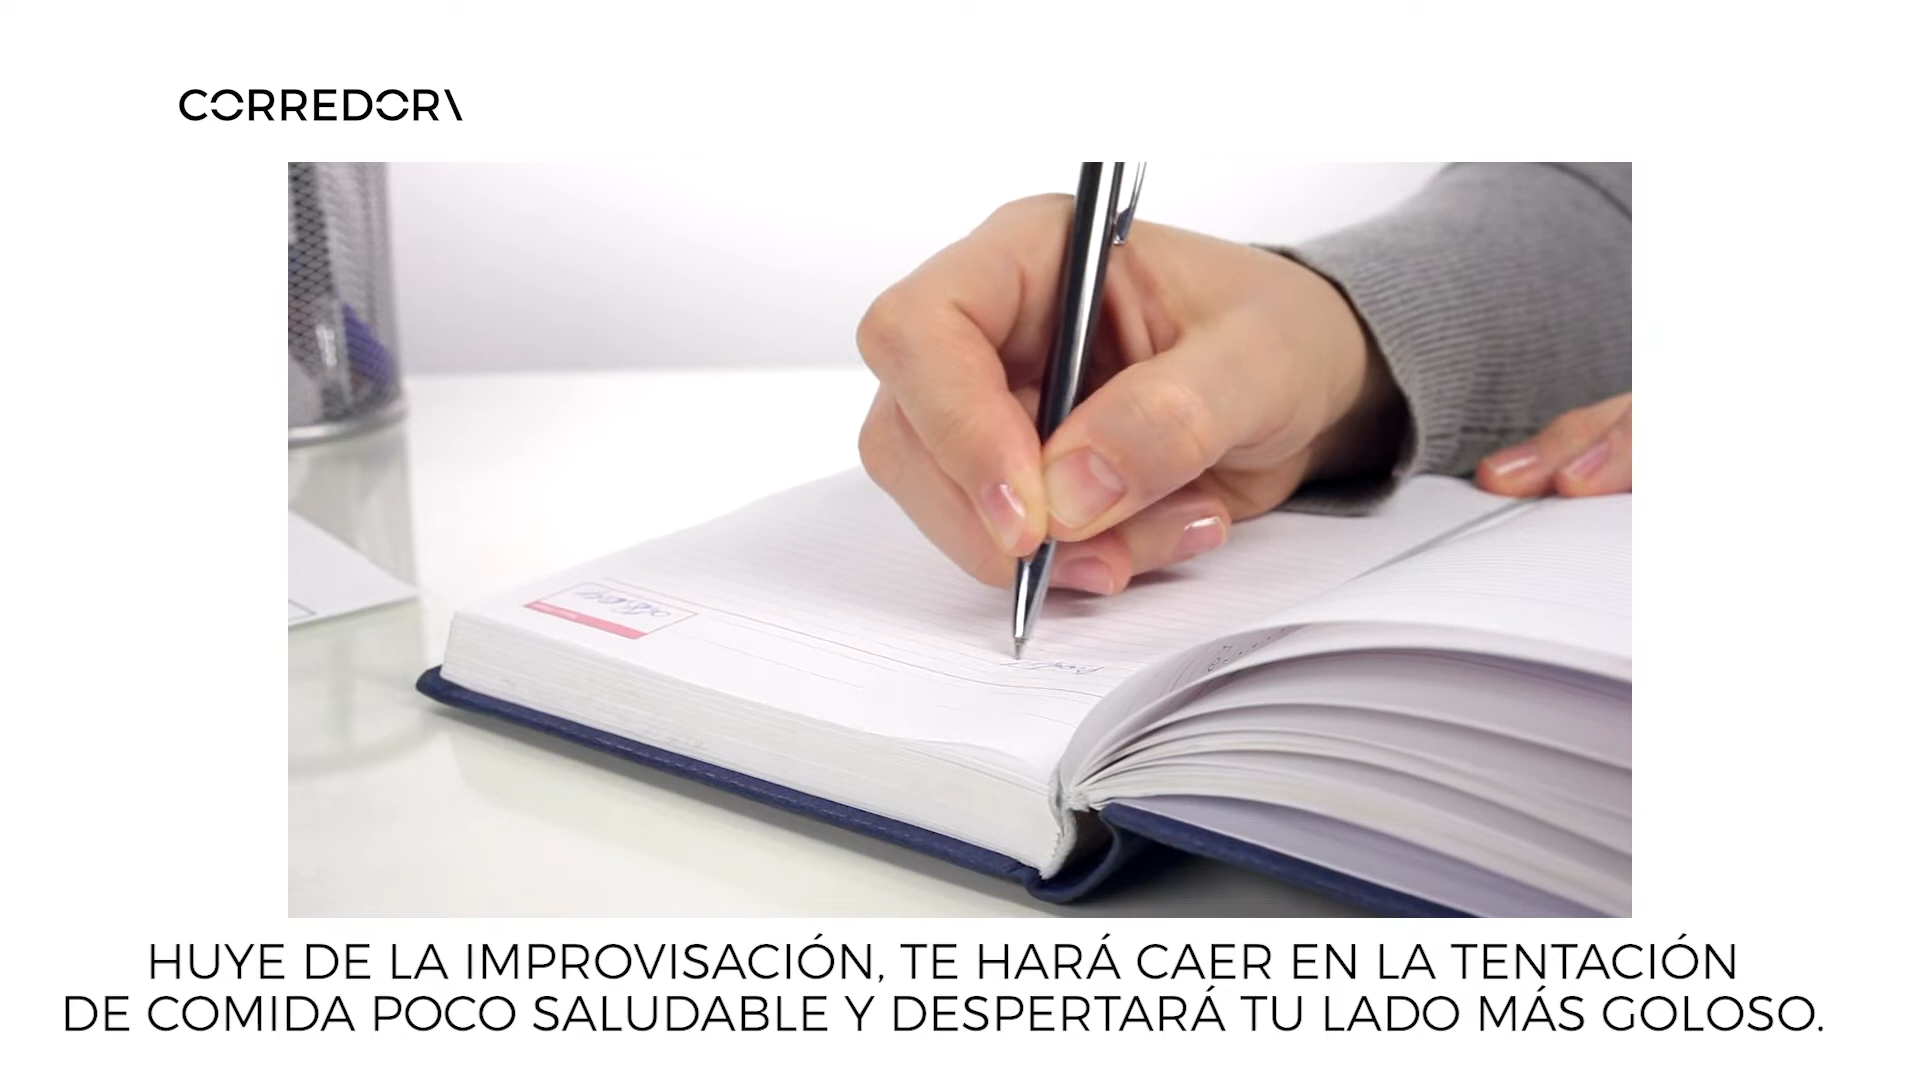 CORREDOR\
HUYE DE LA IMPROVISACIÓN, TE HARÁ CAER EN LA TENTACIÓN
DE COMIDA POCO SALUDABLE Y DESPERTARÁ TU LADO MÁS GOLOSO.